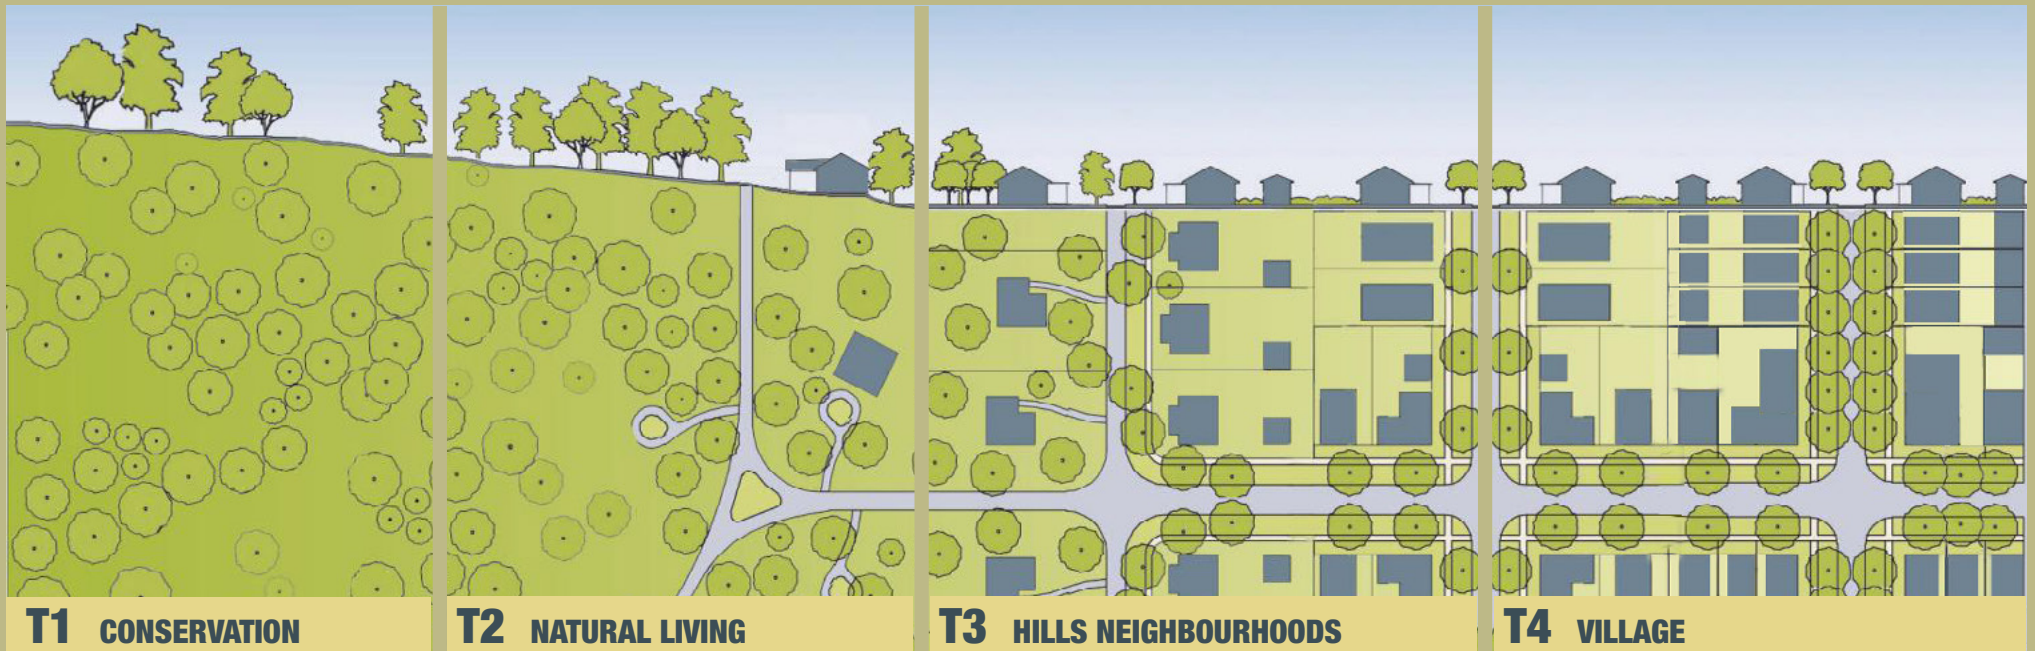 T1 CONSERVATION
T2 NATURAL LIVING
T3 HILLS NEIGHBOURHOODS
T4 VILLAGE